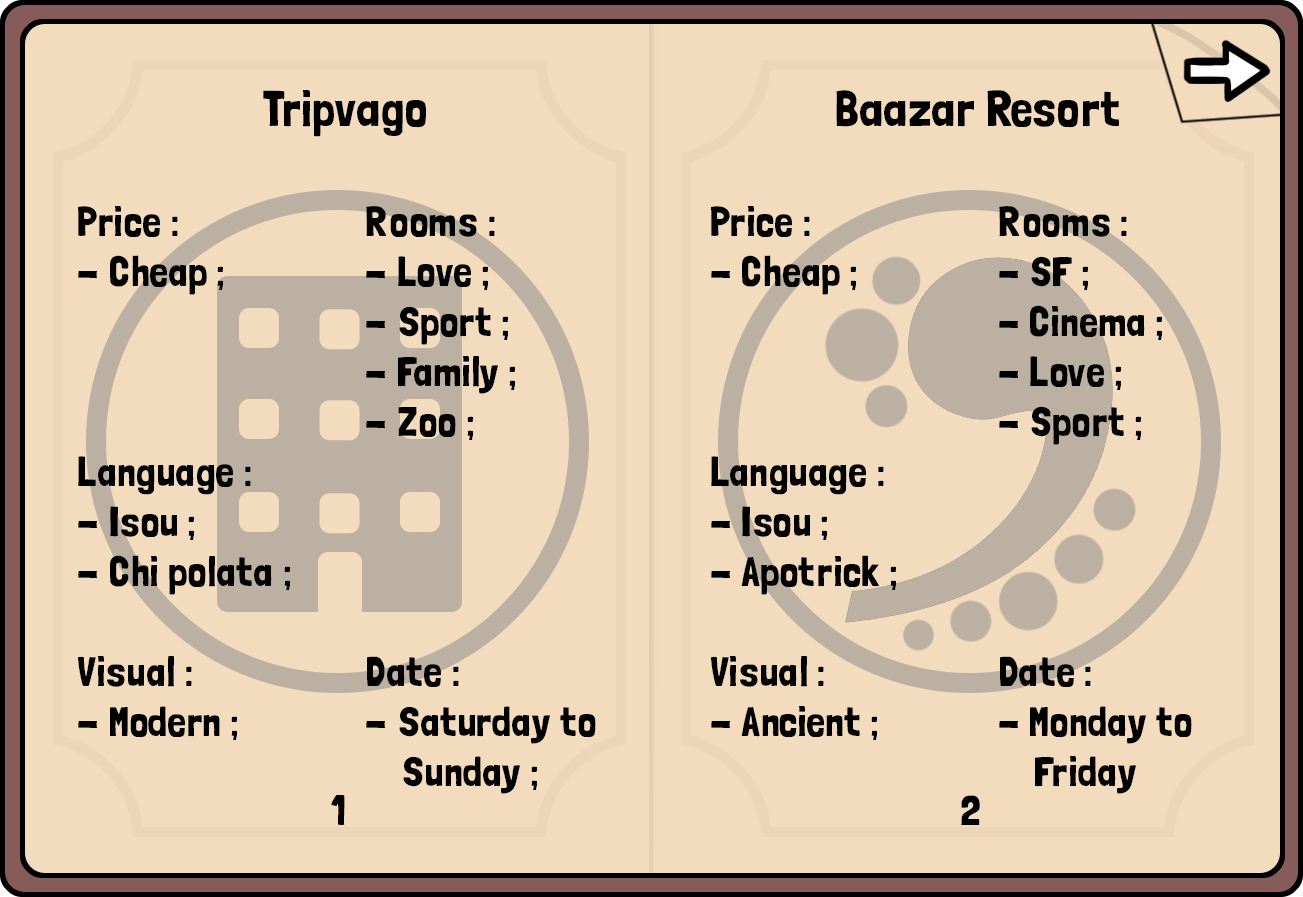 Tripvago
Price :
– Cheap ;
Rooms :
– Love ;
– Sport ;
– Family ;
– Zoo ;
Language :
– Isou ;
– Chi polata ;
Visual :
– Modern ;
Date :
– Saturday to
Sunday ;
1
Baazar Resort
Price :
– Cheap ;
Rooms :
– SF ;
– Cinema ;
– Love ;
– Sport ;
Language :
– Isou ;
– Apotrick ;
Visual :
– Ancient ;
Date :
– Monday to
Friday
2